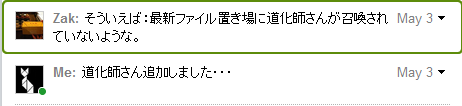 Zak: そういえば：最新ファイル置き場に道化師さんが召喚され May 3
ていないような。
Me: 道化師さん追加しました・・・ May 3